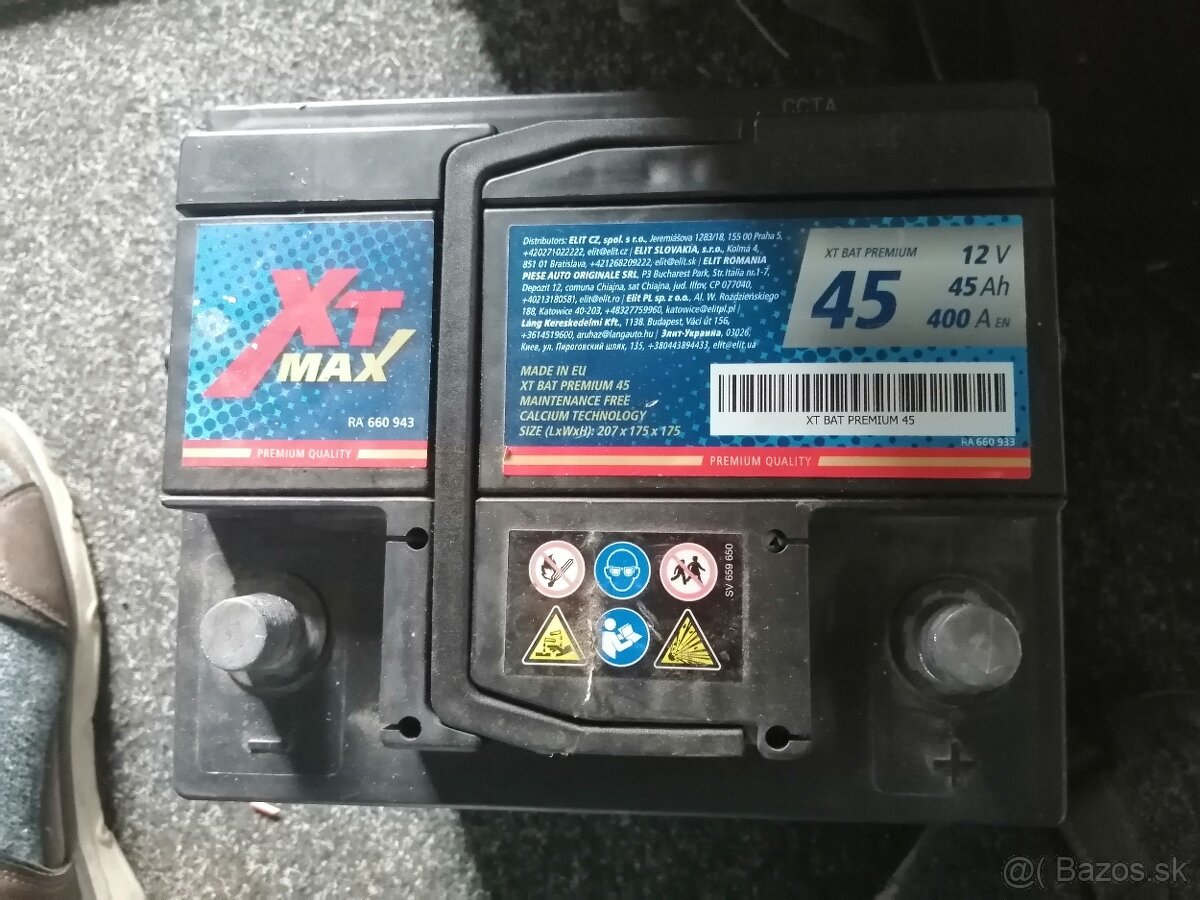 CCTA
XT
MAX
RA 660 943
PREMIUM QUALITY
Distributors: ELIT CZ, spol. s r.o., Jeremiášova 1283/18, 155 00 Praha 5,
+420271022222, elit@elit.cz | ELIT SLOVAKIA, s.r.o., Kolmá 4,
851 01 Bratislava, +421268209222, elit@elit.sk | ELIT ROMANIA
PIESE AUTO ORIGINALE SRL, P3 Bucharest Park, Str. Italia nr.1-7,
Depozit 12, comuna Chiajna, sat Chiajna, jud. Ilfov, CP 077040,
+40213180581, elit@elit.ro | Elit PL sp. z o.o., Al. W. Roździeńskiego
188, Katowice 40-203, +48327759960, katowice@elitpl.pl |
Láng Kereskedelmi Kft., 1138. Budapest, Váci út 156,
+3614519600, aruhaz@langauto.hu | Элит-Украина, 03026,
Киев, ул. Пироговский шлях, 135, +380443894433, elit@elit.ua
MADE IN EU
XT BAT PREMIUM 45
MAINTENANCE FREE
CALCIUM TECHNOLOGY
SIZE (LxWxH): 207 x 175 x 175
XT BAT PREMIUM
45
12 V
45 Ah
400 A EN
XT BAT PREMIUM 45
RA 660 933
PREMIUM QUALITY
SV 659 650
- +
@( Bazos.sk